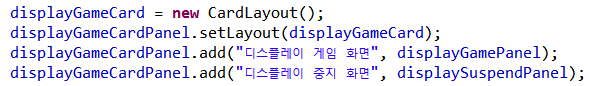 displayGameCard = new CardLayout();
displayGameCardPanel.setLayout(displayGameCard);
displayGameCardPanel.add("디스플레이 게임 화면", displayGamePanel);
displayGameCardPanel.add("디스플레이 중지 화면", displaySuspendPanel);